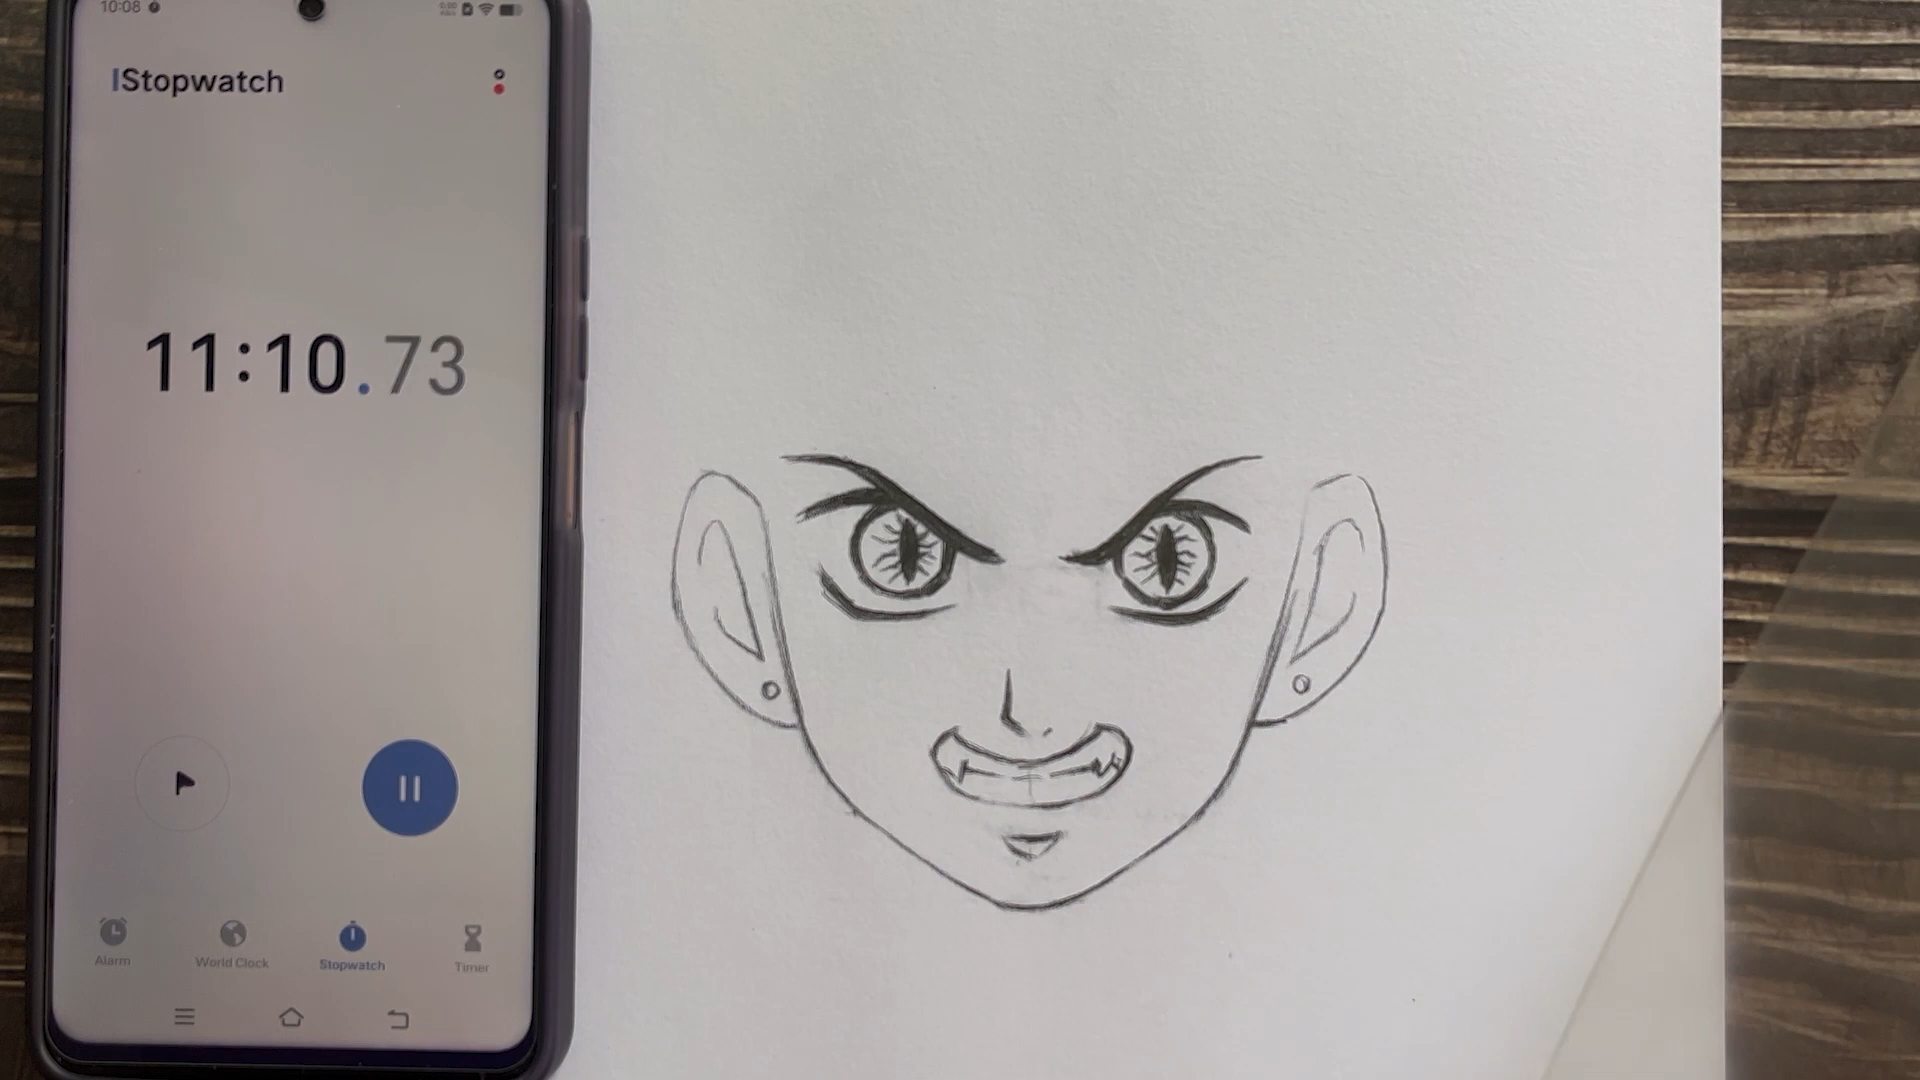 10:08
Stopwatch
11:10.73
Alarm
World Clock
Stopwatch
Timer